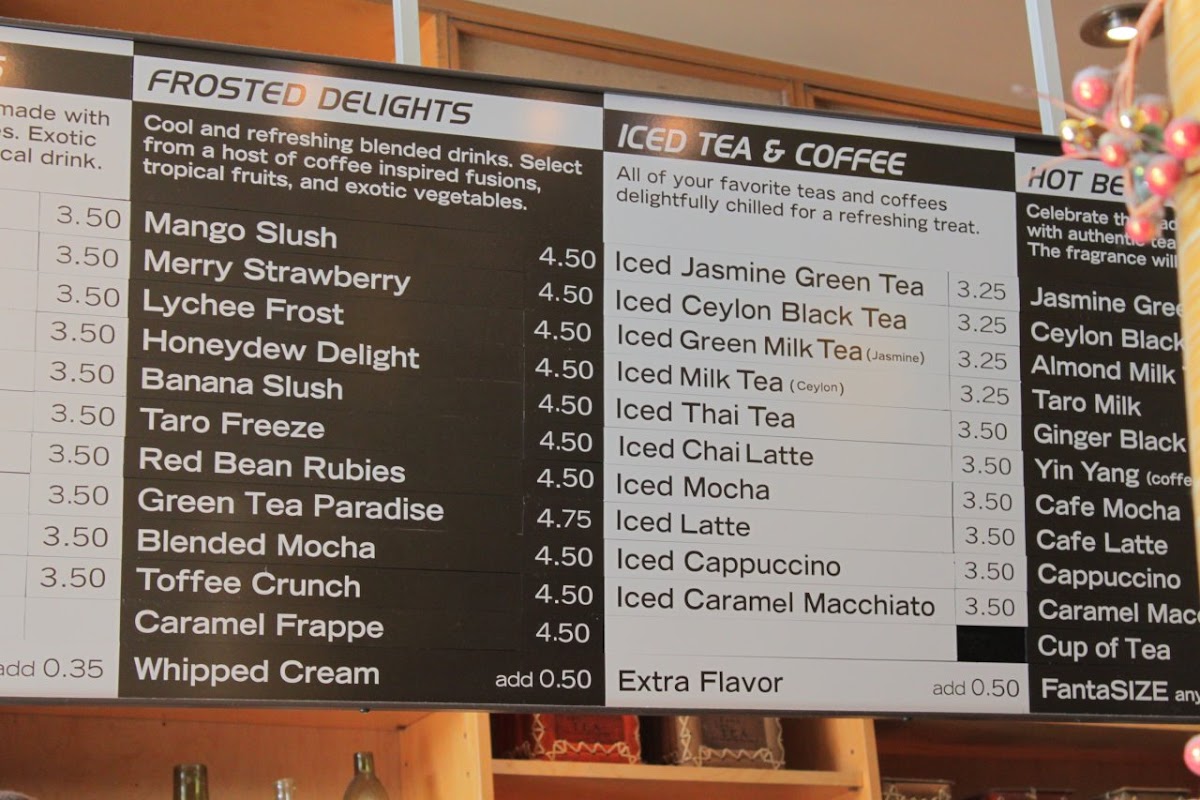 made with
Exotic
drink.
3.50
3.50
3.50
3.50
3.50
3.50
3.50
3.50
3.50
3.50
add 0.35
FROSTED DELIGHTS
Cool and refreshing blended drinks. Select
from a host of coffee inspired fusions,
tropical fruits, and exotic vegetables.
Mango Slush 4.50
Merry Strawberry 4.50
Lychee Frost 4.50
Honeydew Delight 4.50
Banana Slush 4.50
Taro Freeze 4.50
Red Bean Rubies 4.50
Green Tea Paradise 4.75
Blended Mocha 4.50
Toffee Crunch 4.50
Caramel Frappe 4.50
Whipped Cream add 0.50
ICED TEA & COFFEE
All of your favorite teas and coffees
delightfully chilled for a refreshing treat.
Iced Jasmine Green Tea 3.25
Iced Ceylon Black Tea 3.25
Iced Green Milk Tea (Jasmine) 3.25
Iced Milk Tea (Ceylon) 3.25
Iced Thai Tea 3.50
Iced Chai Latte 3.50
Iced Mocha 3.50
Iced Latte 3.50
Iced Cappuccino 3.50
Iced Caramel Macchiato 3.50
Extra Flavor add 0.50
HOT BE
Celebrate
with authentic tea
The fragrance will
Jasmine Gree
Ceylon Black
Almond Milk
Taro Milk
Ginger Black
Yin Yang (coffe
Cafe Mocha
Cafe Latte
Cappuccino
Caramel Macc
Cup of Tea
FantaSIZE any